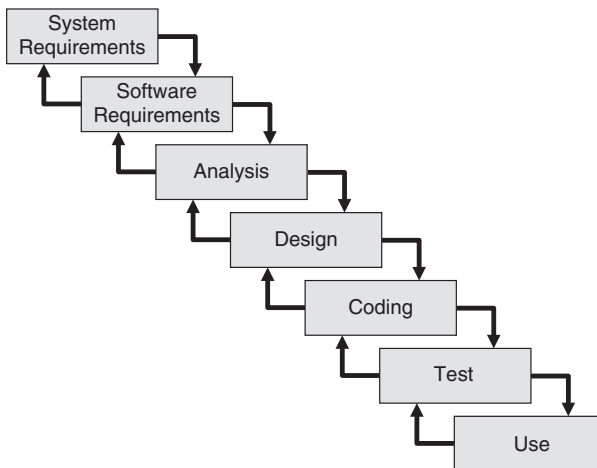 System
Requirements
Software
Requirements
Analysis
Design
Coding
Test
Use